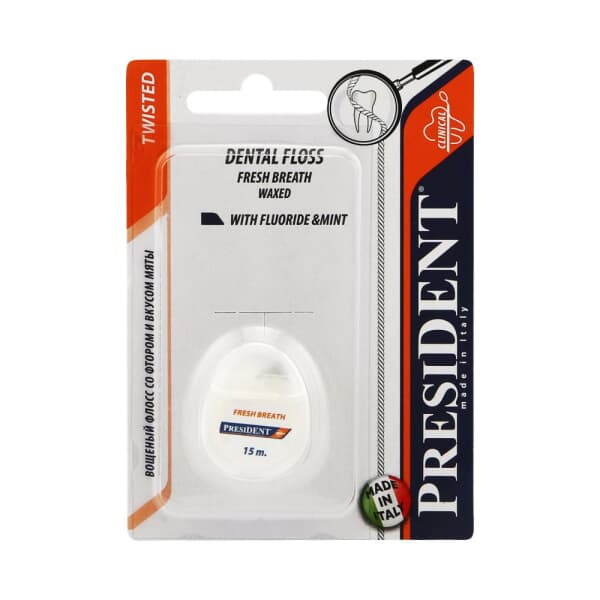 TWISTED
ВОЩЕНЫЙ ФЛОСС СО ФТОРОМ И ВКУСОМ МЯТЫ
DENTAL FLOSS
FRESH BREATH
WAXED
WITH FLUORIDE &MINT
FRESH BREATH
PRESIDENT
15 m.
CLINICAL
PRESIDENT®
made in Italy
MADE IN
ITALY